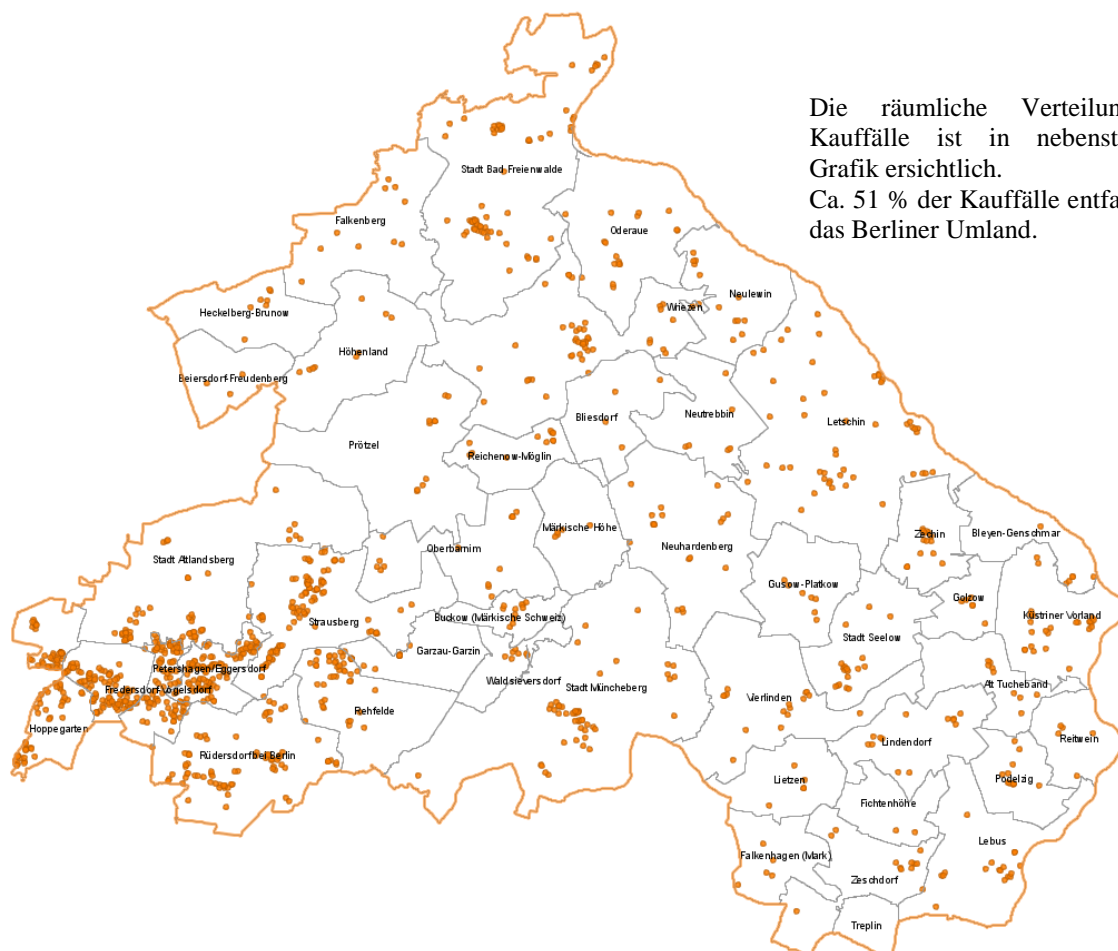 Die räumliche Verteilun
Kauffälle ist in nebenst
Grafik ersichtlich.
Ca. 51 % der Kauffälle entfa
das Berliner Umland.
Stadt Bad Freienwalde
Falkenberg
Oderaue
Neulewin
Wriezen
Heckelberg-Brunow
Höhenland
Beiersdorf-Freudenberg
Bliesdorf
Neutrebbin
Letschin
Prötzel
Reichenow-Möglin
Märkische Höhe
Zechin
Bleyen-Genschmar
Oberbarnim
Neuhardenberg
Stadt Altlandsberg
Gusow-Platkow
Golzow
Küstriner Vorland
Buckow (Märkische Schweiz)
Strausberg
Stadt Seelow
Garzau-Garzin
Petershagen/Eggersdorf
Waldsieversdorf
Stadt Müncheberg
Alt Tucheband
Fredersdorf-Vogelsdorf
Vierlinden
Rehfelde
Hoppegarten
Reitwein
Lindendorf
Rüdersdorf bei Berlin
Lietzen
Podelzig
Fichtenhöhe
Lebus
Falkenhagen (Mark)
Zeschdorf
Treplin